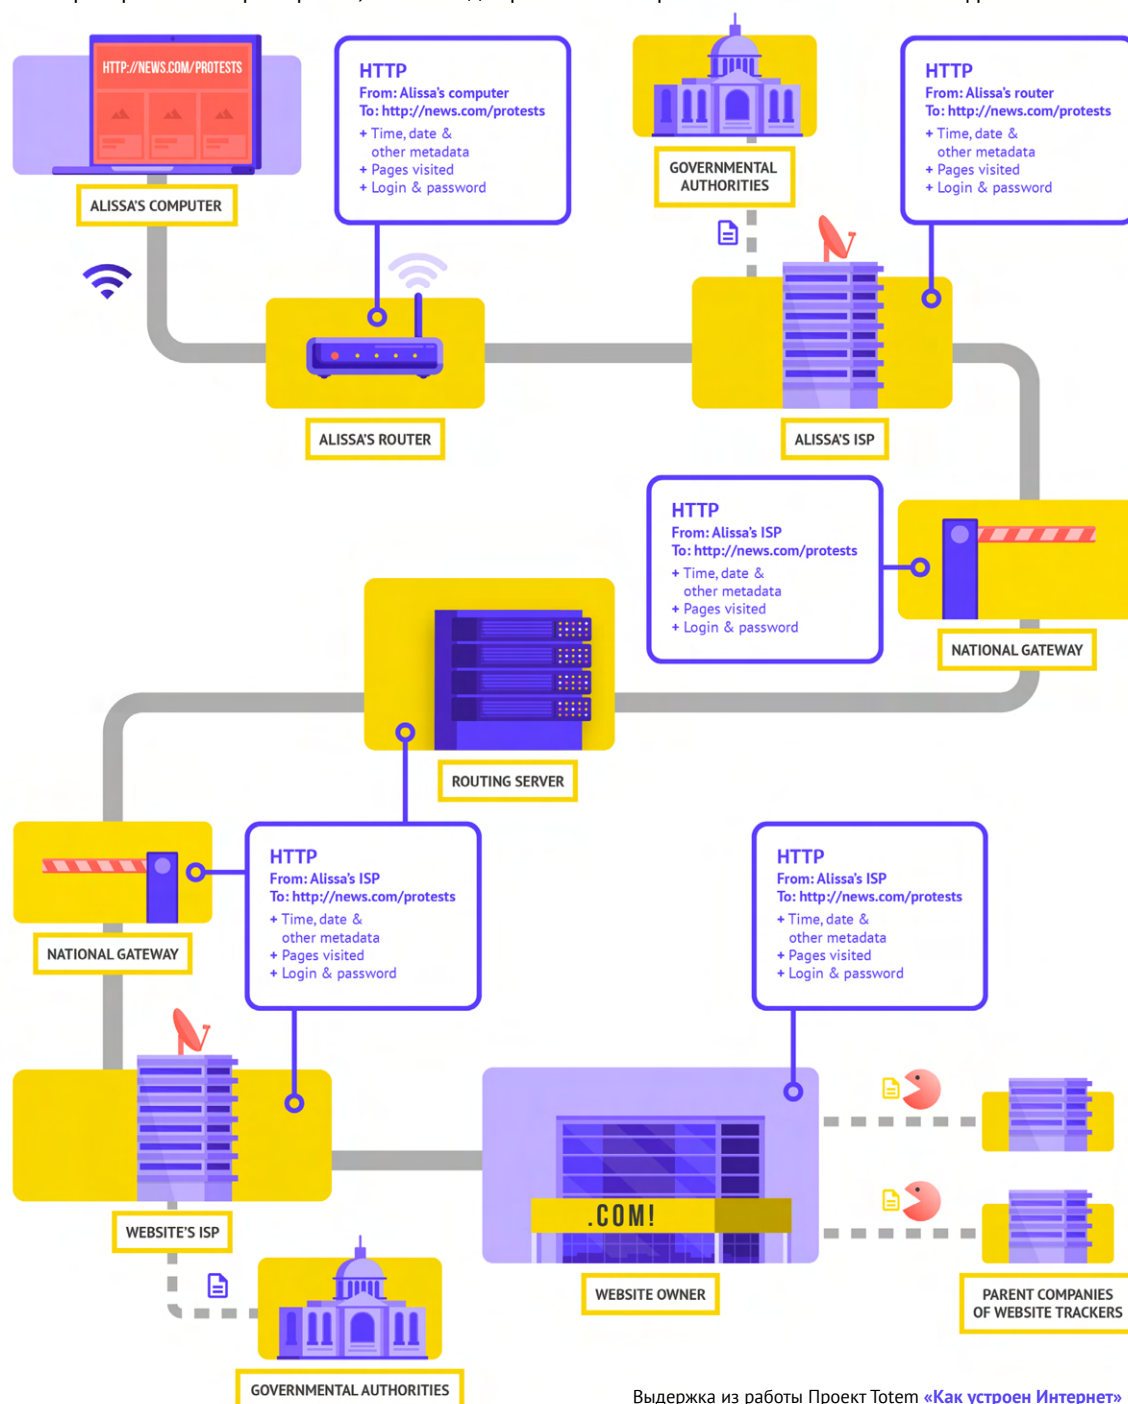 HTTP://NEWS.COM/PROTESTS
ALISSA'S COMPUTER
HTTP
From: Alissa's computer
To: http://news.com/protests
+ Time, date &
other metadata
+ Pages visited
+ Login & password
GOVERNMENTAL
AUTHORITIES
HTTP
From: Alissa's router
To: http://news.com/protests
+ Time, date &
other metadata
+ Pages visited
+ Login & password
ALISSA'S ROUTER
ALISSA'S ISP
HTTP
From: Alissa's ISP
To: http://news.com/protests
+ Time, date &
other metadata
+ Pages visited
+ Login & password
NATIONAL GATEWAY
ROUTING SERVER
NATIONAL GATEWAY
HTTP
From: Alissa's ISP
To: http://news.com/protests
+ Time, date &
other metadata
+ Pages visited
+ Login & password
HTTP
From: Alissa's ISP
To: http://news.com/protests
+ Time, date &
other metadata
+ Pages visited
+ Login & password
WEBSITE'S ISP
.COM!
WEBSITE OWNER
PARENT COMPANIES
OF WEBSITE TRACKERS
GOVERNMENTAL AUTHORITIES
Выдержка из работы Проект Totem «Как устроен Интернет»